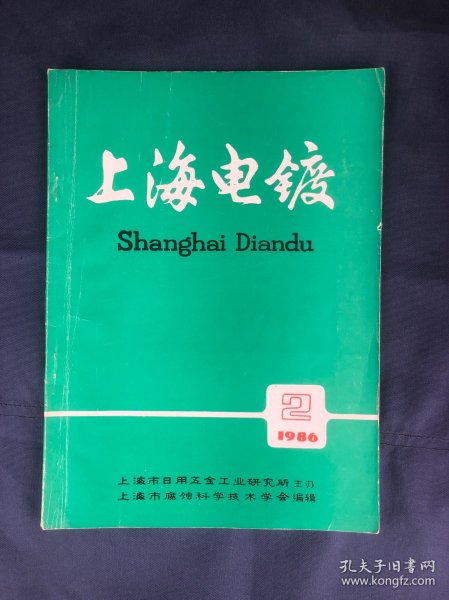 上海电镀
Shanghai Diandu
2
1986
上海市日用五金工业研究所 主办
上海市腐蚀科学技术学会 编辑
孔夫子旧书网
www.kongfz.com